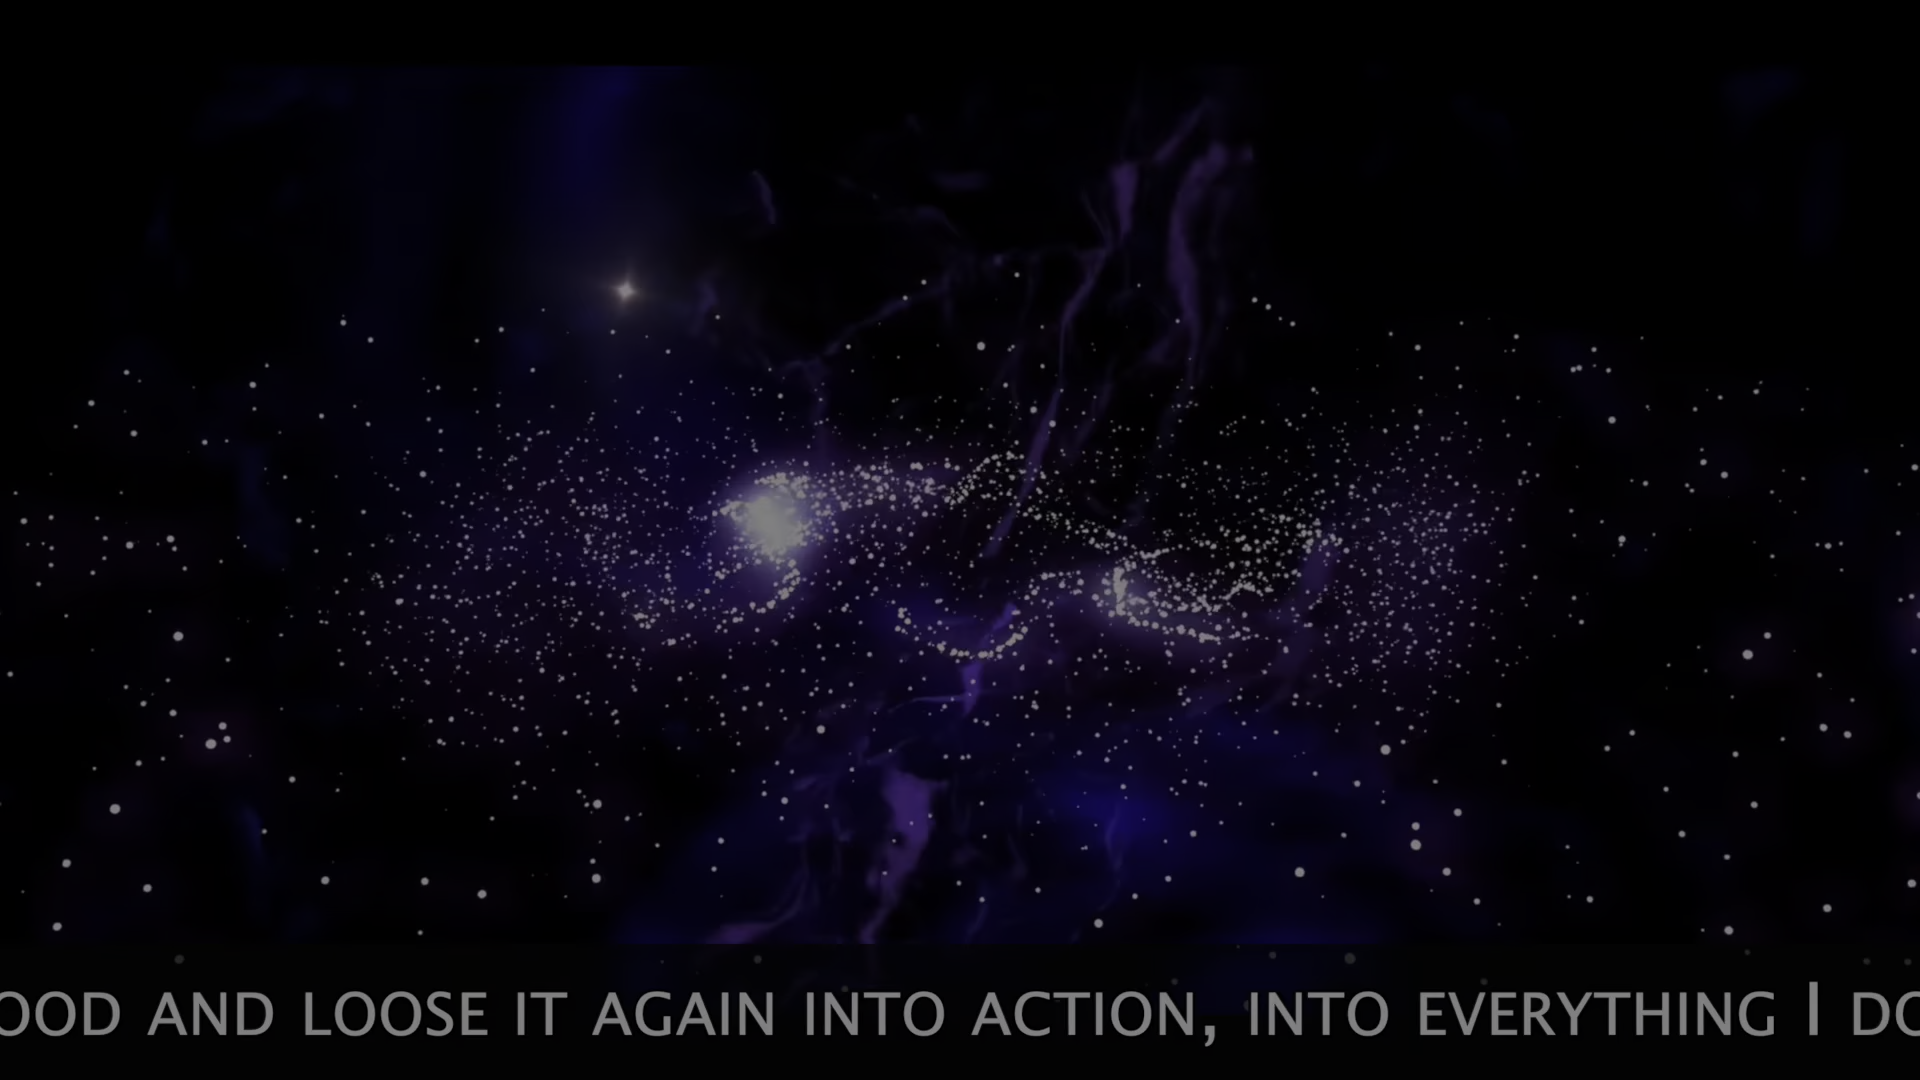 OOD AND LOOSE IT AGAIN INTO ACTION, INTO EVERYTHING I DO